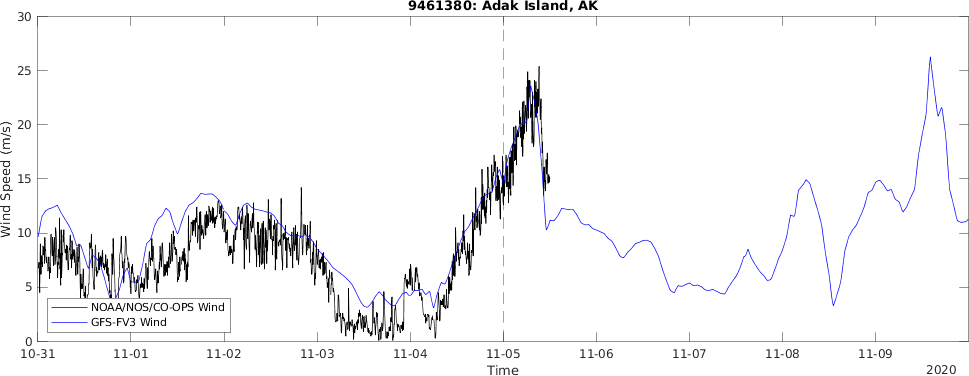 9461380: Adak Island, AK
30
25
20
15
10
5
0
Wind Speed (m/s)
NOAA/NOS/CO-OPS Wind
GFS-FV3 Wind
10-31 11-01 11-02 11-03 11-04 11-05 11-06 11-07 11-08 11-09
Time
2020